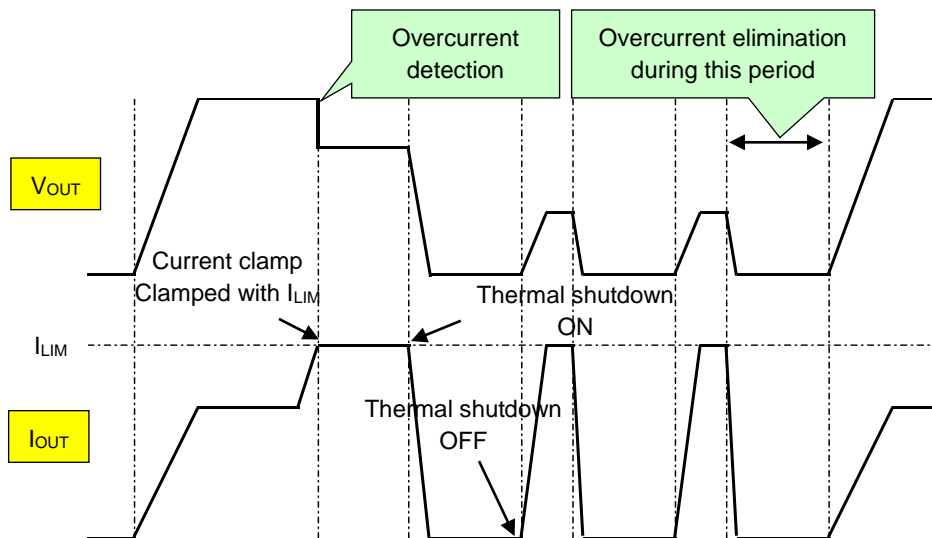 Overcurrent
detection
Overcurrent elimination
during this period
VOUT
Current clamp
Clamped with ILIM
Thermal shutdown
ON
ILIM
Thermal shutdown
OFF
IOUT